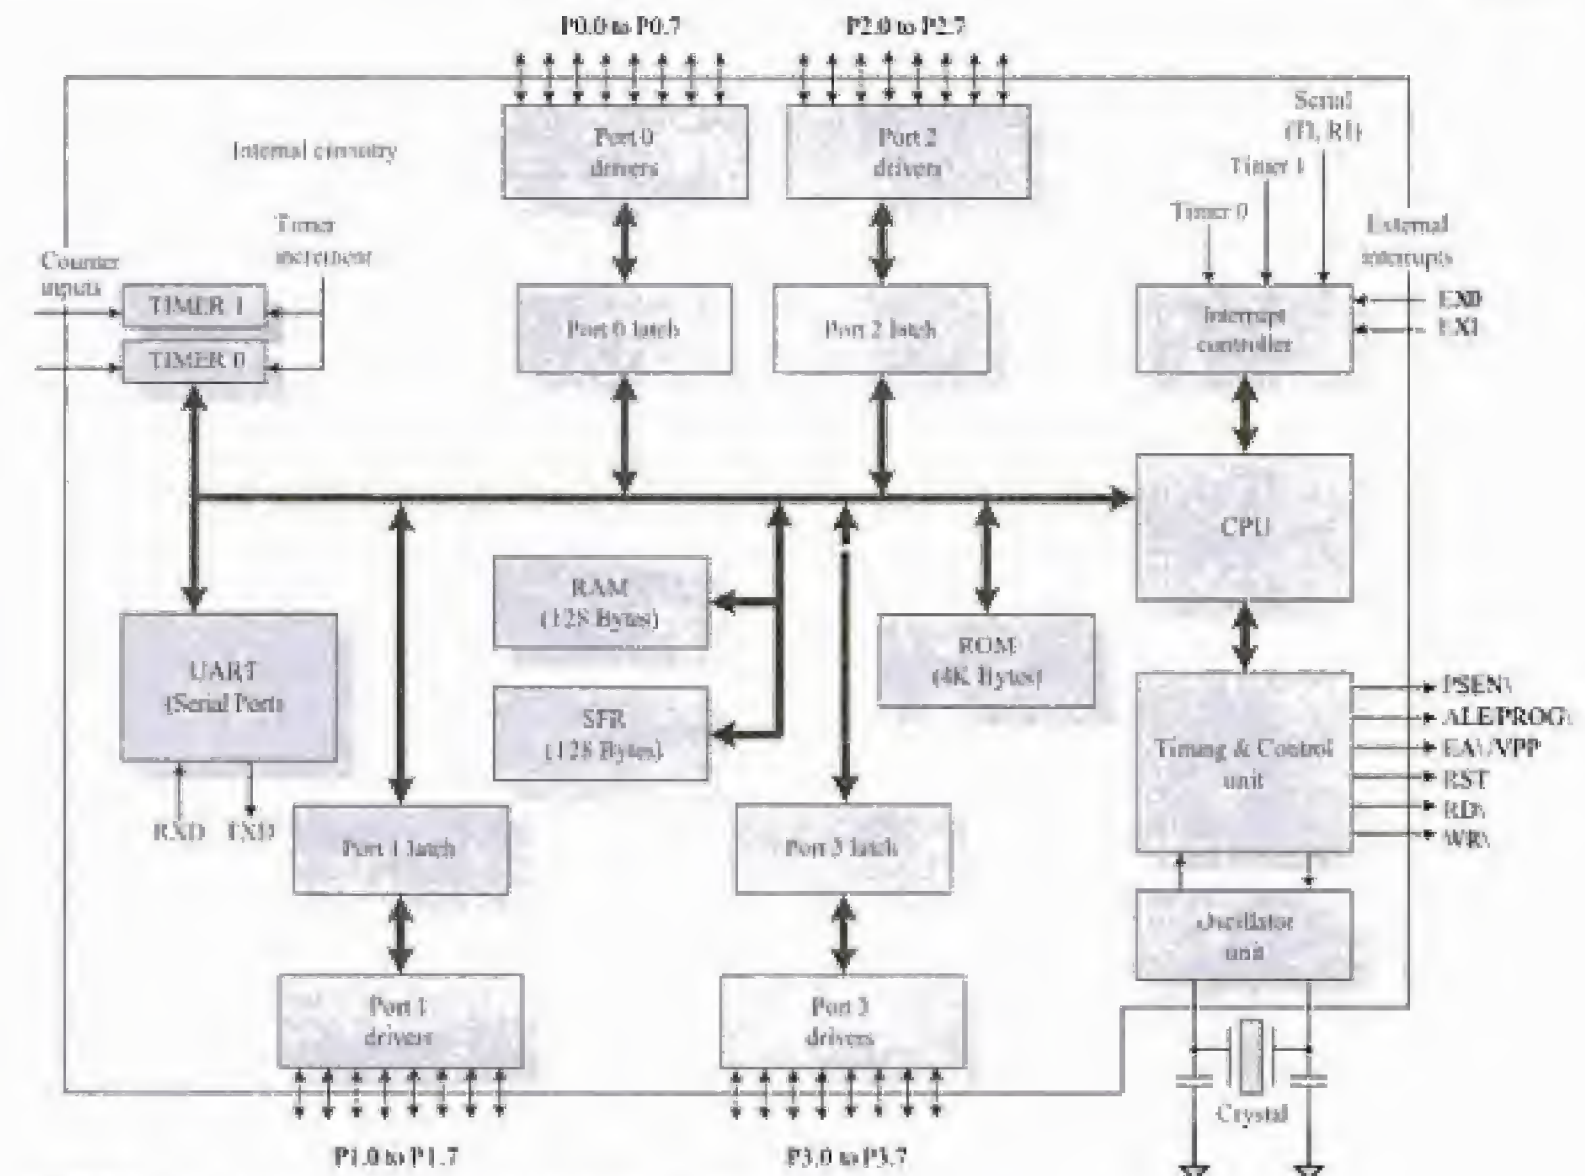 P0.0 to P0.7
P2.0 to P2.7
Internal circuitry
Port 0
drivers
Port 2
drivers
Serial
(TI, RI)
Timer 1
Timer 0
External
interrupts
EX0
EX1
Timer
increment
Counter
inputs
TIMER 1
TIMER 0
Port 0 latch
Port 2 latch
Interrupt
controller
CPU
RAM
(128 Bytes)
ROM
(4K Bytes)
UART
(Serial Port)
SFR
(128 Bytes)
Timing & Control
unit
PSEN\
ALE/PROG\
EA\/VPP
RST
RD\
WR\
RXD
TXD
Port 1 latch
Port 3 latch
Oscillator
unit
Port 1
drivers
Port 3
drivers
Crystal
P1.0 to P1.7
P3.0 to P3.7